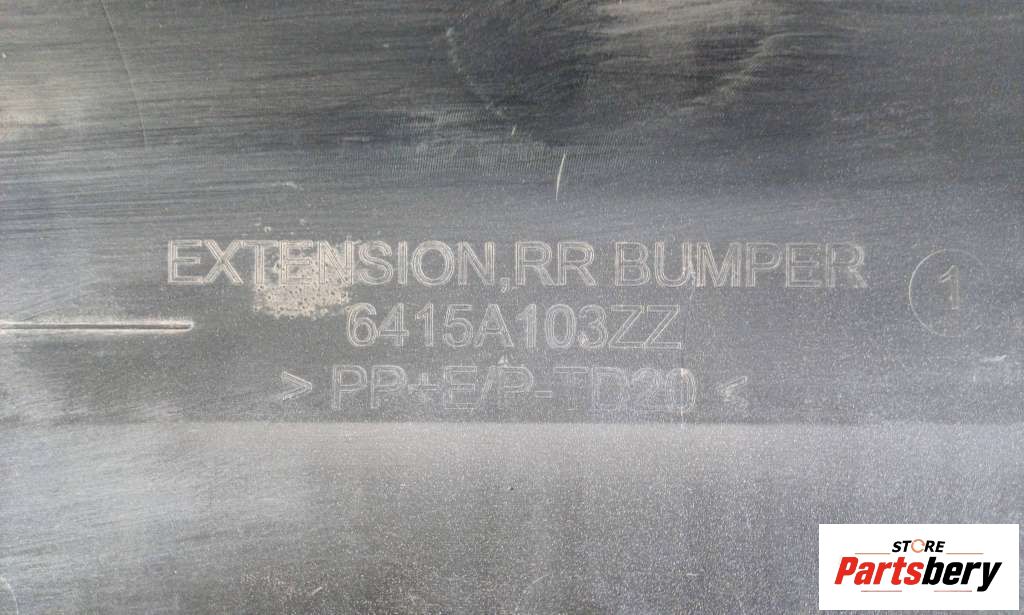 EXTENSION,RR BUMPER
1
6415A103ZZ
> PP+E/P-TD20 <
STORE
Partsbery